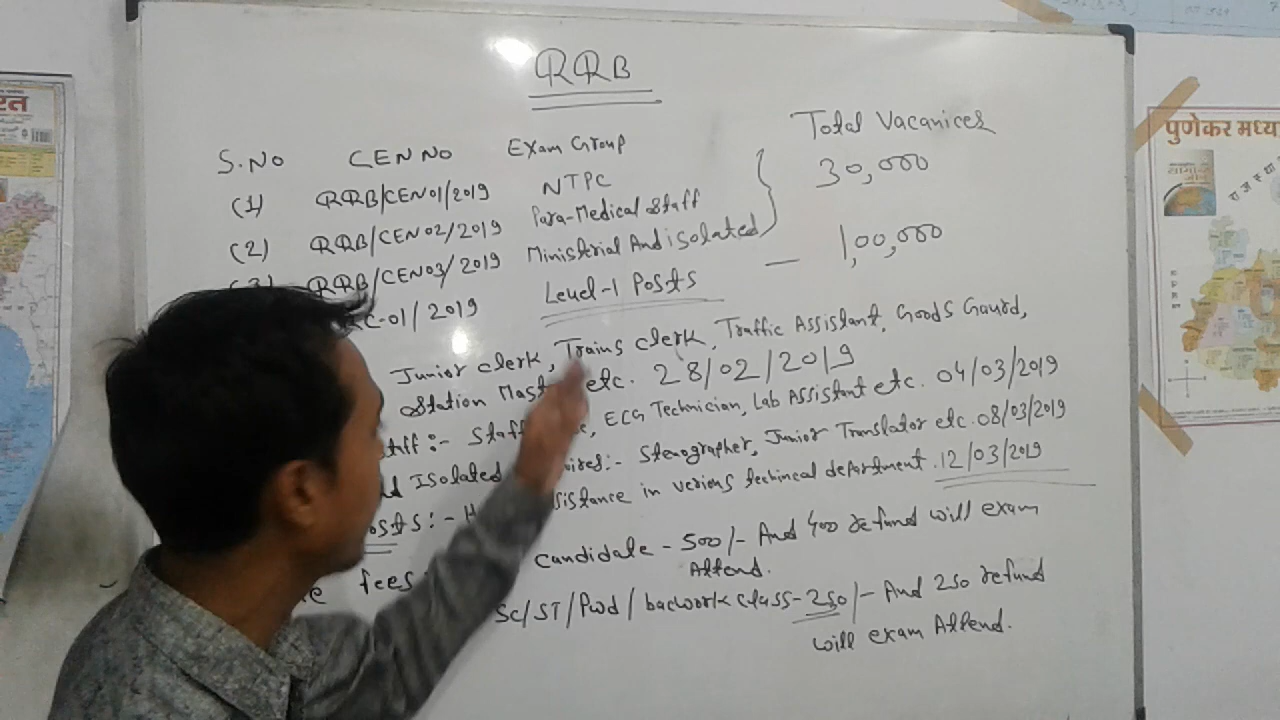 RRB
Total Vacanices
S.NO CEN NO Exam Group
(1) RRB/CEN01/2019 NTPC 30,000
(2) RRB/CEN02/2019 Para-Medical Staff
RRB/CEN03/2019 Ministerial And isolated
01/2019 Level-1 Posts — 1,00,000
Junior clerk, Trains clerk, Traffic Assistant, Goods Gaurd,
Station etc. 28/02/2019
:- Staff ECG Technician, Lab Assistant etc. 04/03/2019
Isolated :- Stenographer, Junior Translator etc. 08/03/2019
:- in verious techincal department. 12/03/2019
fees candidate - 500/- And 400 refund will exam
Attend.
SC/ST/Pwd/backwork class - 250/- And 250 refund
will exam Attend.
पुणेकर मध्य